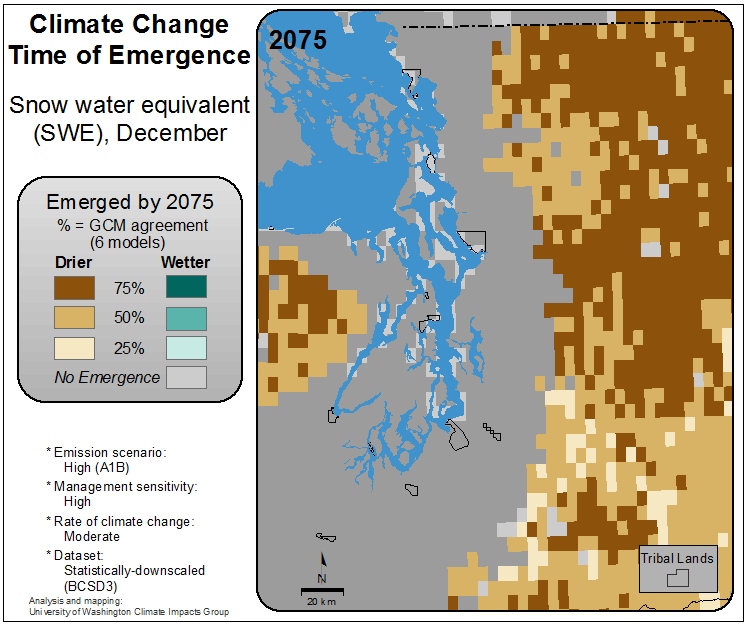 Climate Change
Time of Emergence
Snow water equivalent
(SWE), December
Emerged by 2075
% = GCM agreement
(6 models)
Drier Wetter
75%
50%
25%
No Emergence
* Emission scenario:
High (A1B)
* Management sensitivity:
High
* Rate of climate change:
Moderate
* Dataset:
Statistically-downscaled
(BCSD3)
Analysis and mapping:
University of Washington Climate Impacts Group
2075
N
20 km
Tribal Lands